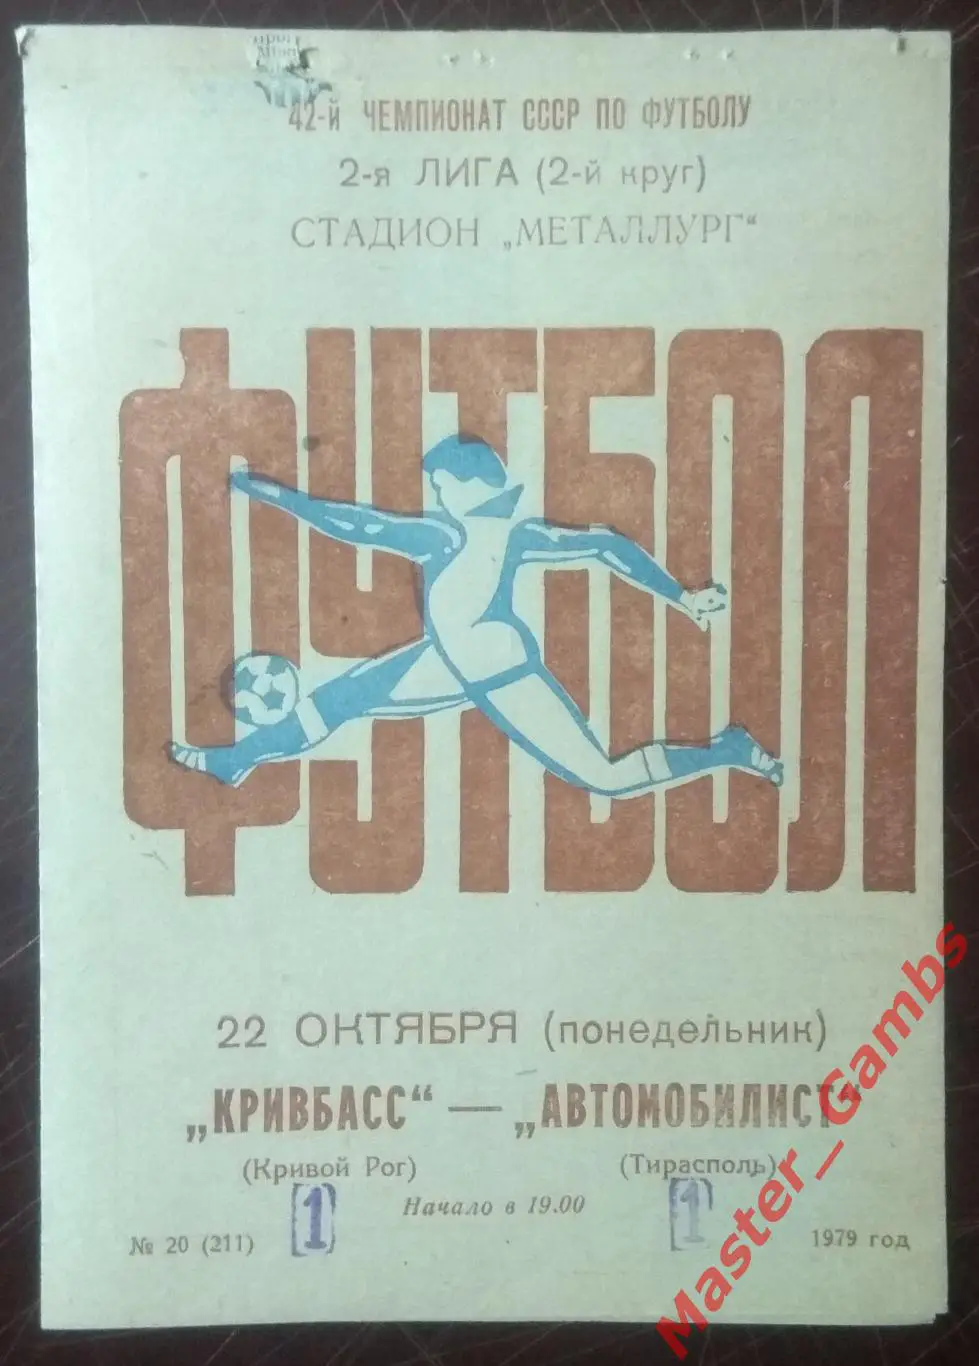 42-й ЧЕМПИОНАТ СССР ПО ФУТБОЛУ
2-я ЛИГА (2-й круг)
СТАДИОН „МЕТАЛЛУРГ“
ФУТБОЛ
22 ОКТЯБРЯ (понедельник)
„КРИВБАСС“ — „АВТОМОБИЛИСТ“
(Кривой Рог) (Тирасполь)
Начало в 19.00
1 1
№ 20 (211) 1979 год
Master_Gambs